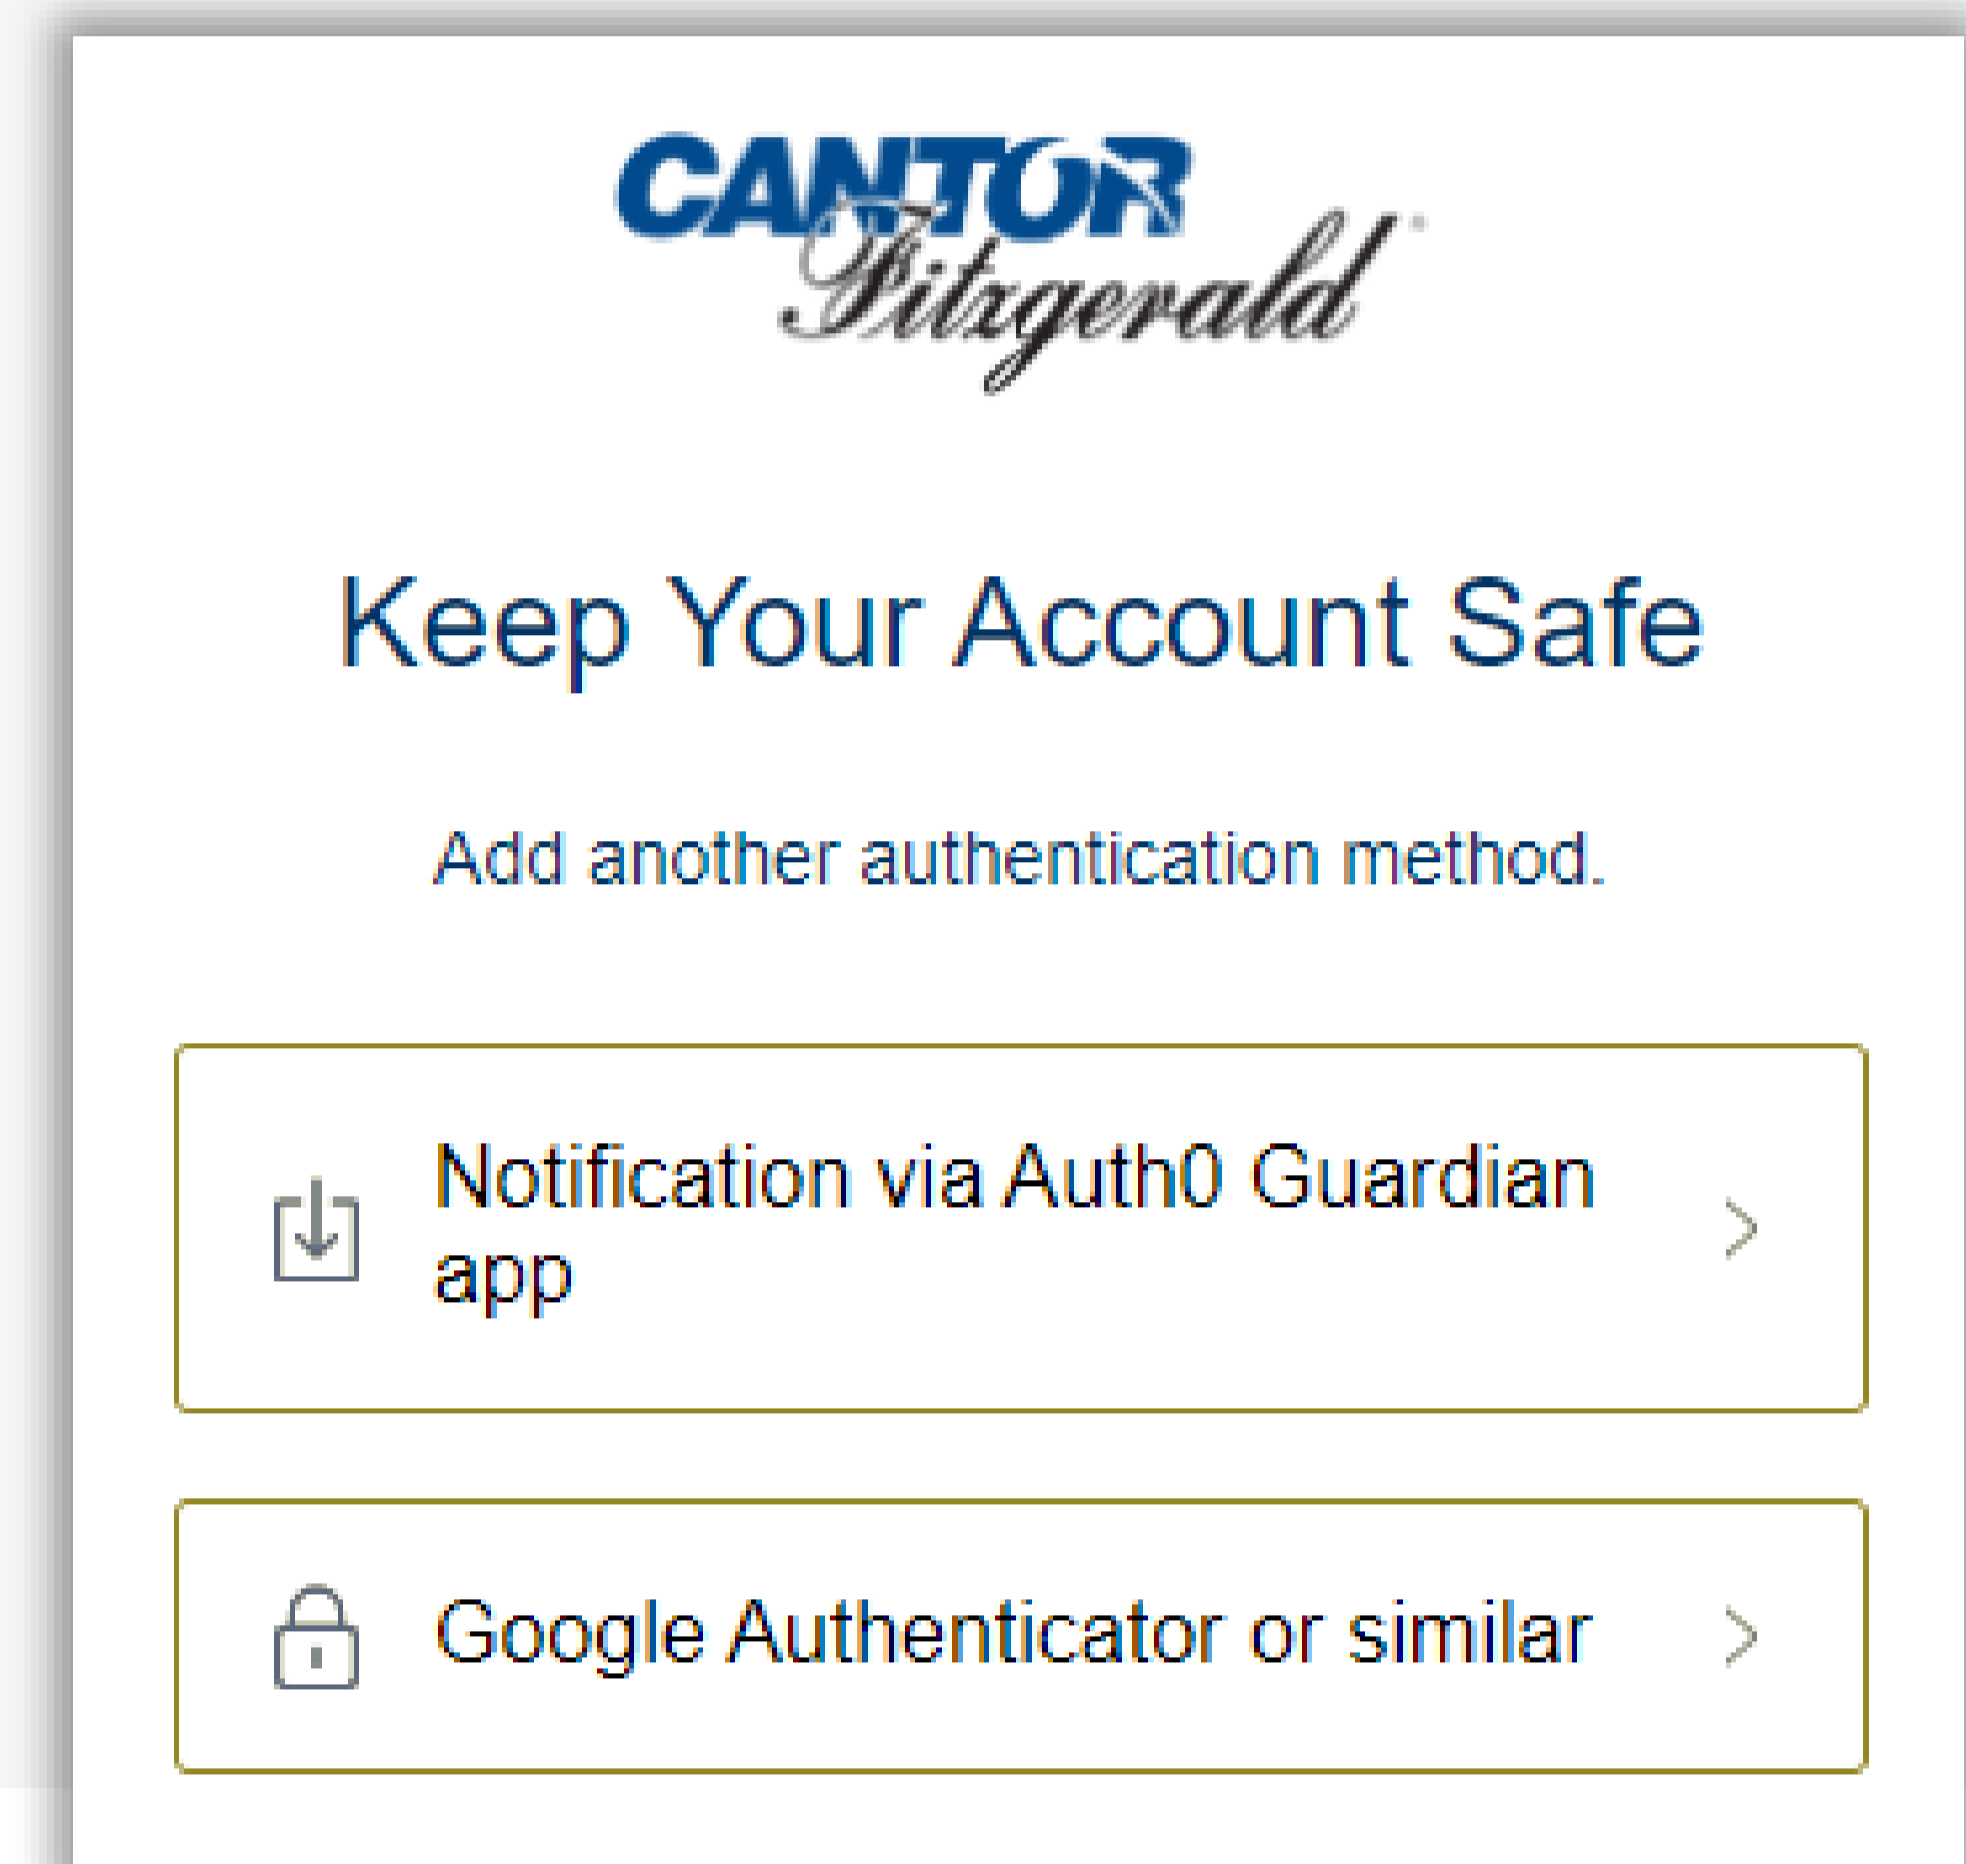 CANTOR
Fitzgerald
Keep Your Account Safe
Add another authentication method.
Notification via Auth0 Guardian
app
Google Authenticator or similar